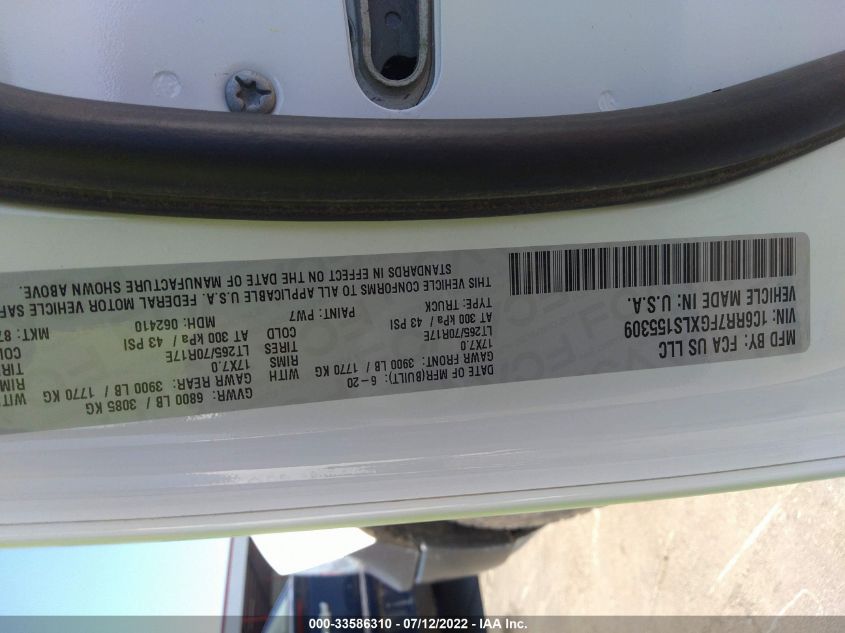 MFD BY: FCA US LLC
VIN: 1C6RR7FGXLS155309
VEHICLE MADE IN: U.S.A.
DATE OF MFR(BUILT): 6-20
GVWR: 6800 LB / 3085 KG
GAWR FRONT: 3900 LB / 1770 KG WITH
GAWR REAR: 3900 LB / 1770 KG WITH
17X7.0 RIMS
17X7.0
LT265/70R17E TIRES
LT265/70R17E
AT 300 kPa / 43 PSI COLD
AT 300 kPa / 43 PSI
TYPE: TRUCK PAINT: PW7 MDH: 062410 MKT:
THIS VEHICLE CONFORMS TO ALL APPLICABLE U.S.A. FEDERAL MOTOR VEHICLE SAF
STANDARDS IN EFFECT ON THE DATE OF MANUFACTURE SHOWN ABOVE.
000-33586310 - 07/12/2022 - IAA Inc.